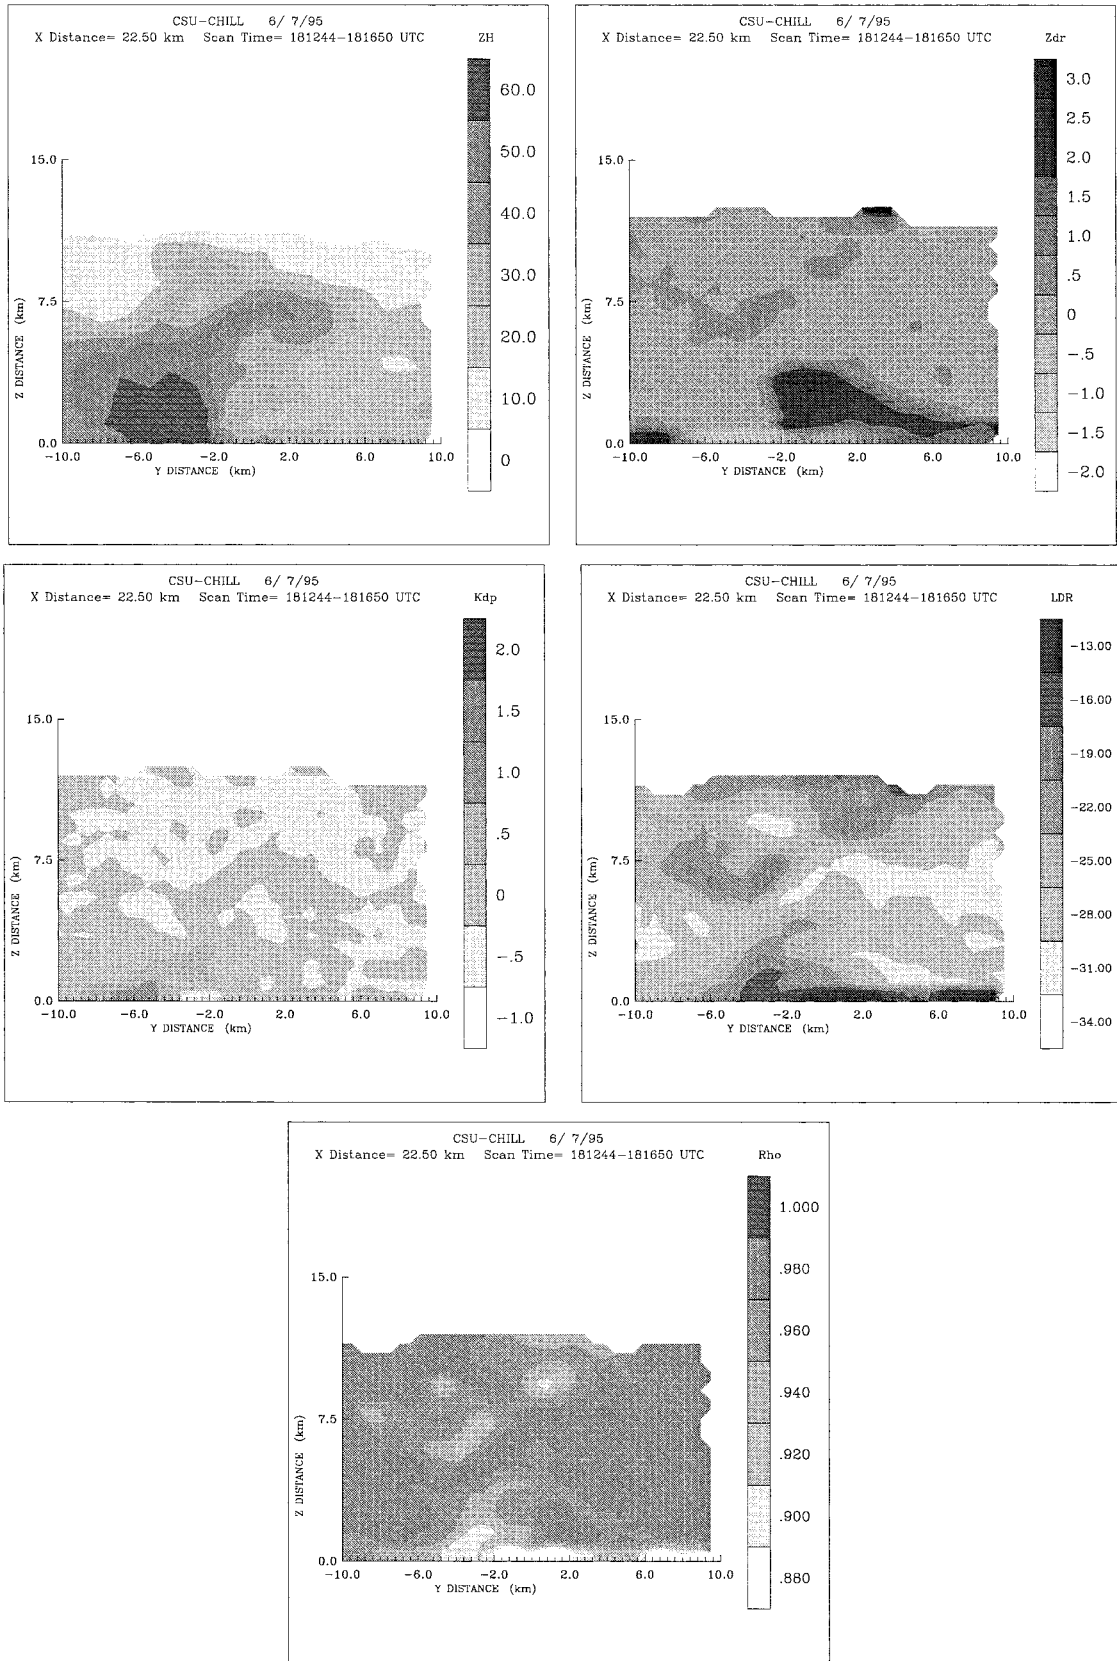 CSU-CHILL 6/ 7/95
X Distance= 22.50 km Scan Time= 181244-181650 UTC ZH
60.0
50.0
40.0
30.0
20.0
10.0
0
15.0
7.5
0.0
Z DISTANCE (km)
-10.0 -6.0 -2.0 2.0 6.0 10.0
Y DISTANCE (km)
CSU-CHILL 6/ 7/95
X Distance= 22.50 km Scan Time= 181244-181650 UTC Zdr
3.0
2.5
2.0
1.5
1.0
.5
0
-.5
-1.0
-1.5
-2.0
15.0
7.5
0.0
Z DISTANCE (km)
-10.0 -6.0 -2.0 2.0 6.0 10.0
Y DISTANCE (km)
CSU-CHILL 6/ 7/95
X Distance= 22.50 km Scan Time= 181244-181650 UTC Kdp
2.0
1.5
1.0
.5
0
-.5
-1.0
15.0
7.5
0.0
Z DISTANCE (km)
-10.0 -6.0 -2.0 2.0 6.0 10.0
Y DISTANCE (km)
CSU-CHILL 6/ 7/95
X Distance= 22.50 km Scan Time= 181244-181650 UTC LDR
-13.00
-16.00
-19.00
-22.00
-25.00
-28.00
-31.00
-34.00
15.0
7.5
0.0
Z DISTANCE (km)
-10.0 -6.0 -2.0 2.0 6.0 10.0
Y DISTANCE (km)
CSU-CHILL 6/ 7/95
X Distance= 22.50 km Scan Time= 181244-181650 UTC Rho
1.000
.980
.960
.940
.920
.900
.880
15.0
7.5
0.0
Z DISTANCE (km)
-10.0 -6.0 -2.0 2.0 6.0 10.0
Y DISTANCE (km)